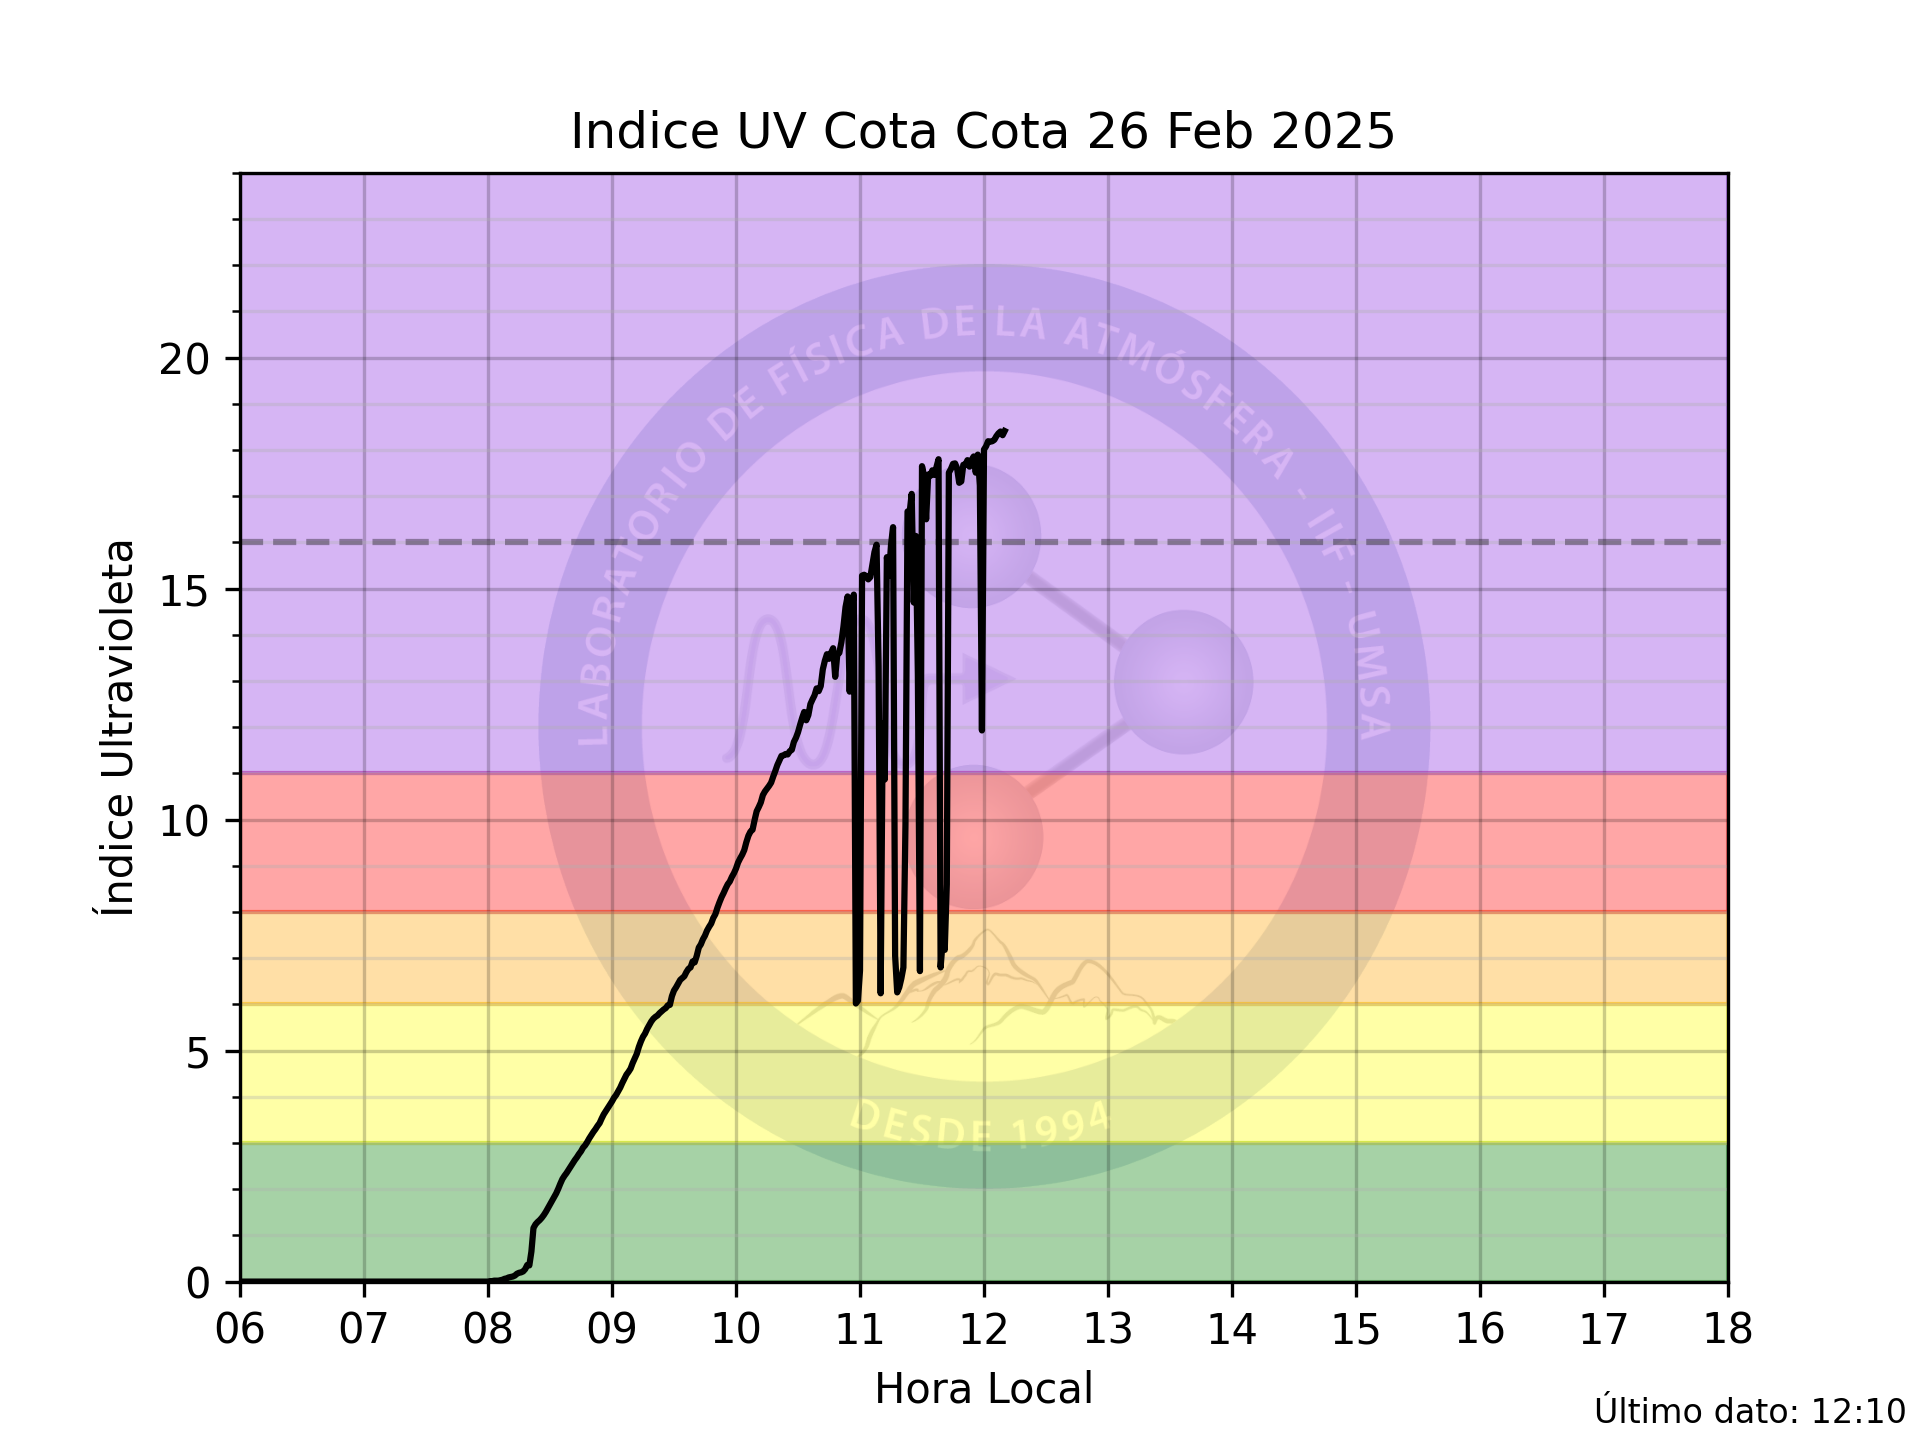 Indice UV Cota Cota 26 Feb 2025
Índice Ultravioleta
20
15
10
5
0
LABORATORIO DE FÍSICA DE LA ATMÓSFERA - IIF - UMSA
DESDE 1994
06 07 08 09 10 11 12 13 14 15 16 17 18
Hora Local
Último dato: 12:10